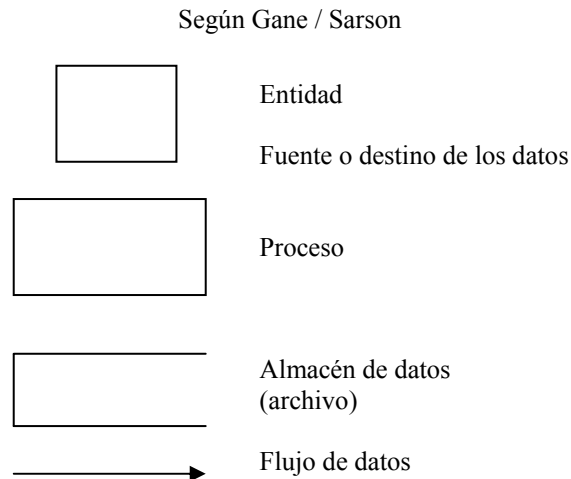 Según Gane / Sarson
Entidad
Fuente o destino de los datos
Proceso
Almacén de datos
(archivo)
Flujo de datos